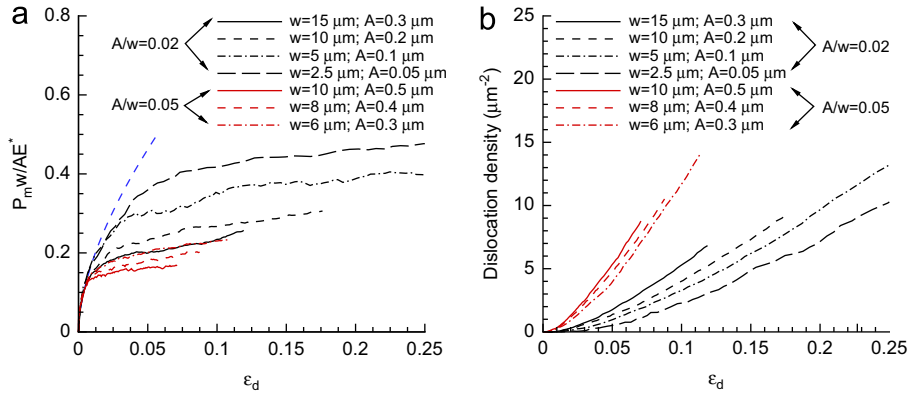 a
0.8
0.6
0.4
0.2
0
P_m w/AE*
A/w=0.02
A/w=0.05
w=15 μm; A=0.3 μm
w=10 μm; A=0.2 μm
w=5 μm; A=0.1 μm
w=2.5 μm; A=0.05 μm
w=10 μm; A=0.5 μm
w=8 μm; A=0.4 μm
w=6 μm; A=0.3 μm
0 0.05 0.1 0.15 0.2 0.25
ε_d
b
25
20
15
10
5
0
Dislocation density (μm⁻²)
w=15 μm; A=0.3 μm
w=10 μm; A=0.2 μm
w=5 μm; A=0.1 μm
w=2.5 μm; A=0.05 μm
w=10 μm; A=0.5 μm
w=8 μm; A=0.4 μm
w=6 μm; A=0.3 μm
A/w=0.02
A/w=0.05
0 0.05 0.1 0.15 0.2 0.25
ε_d